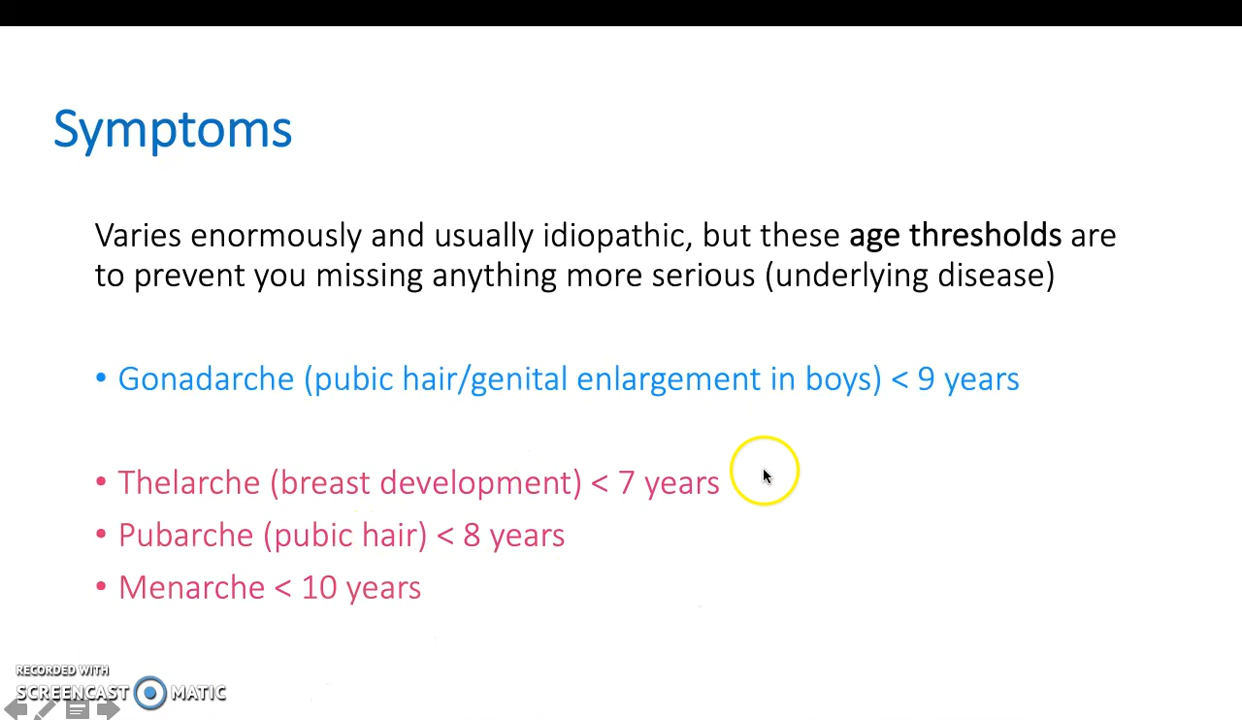 Symptoms
Varies enormously and usually idiopathic, but these age thresholds are
to prevent you missing anything more serious (underlying disease)
• Gonadarche (pubic hair/genital enlargement in boys) < 9 years
• Thelarche (breast development) < 7 years
• Pubarche (pubic hair) < 8 years
• Menarche < 10 years
RECORDED WITH
SCREENCAST MATIC